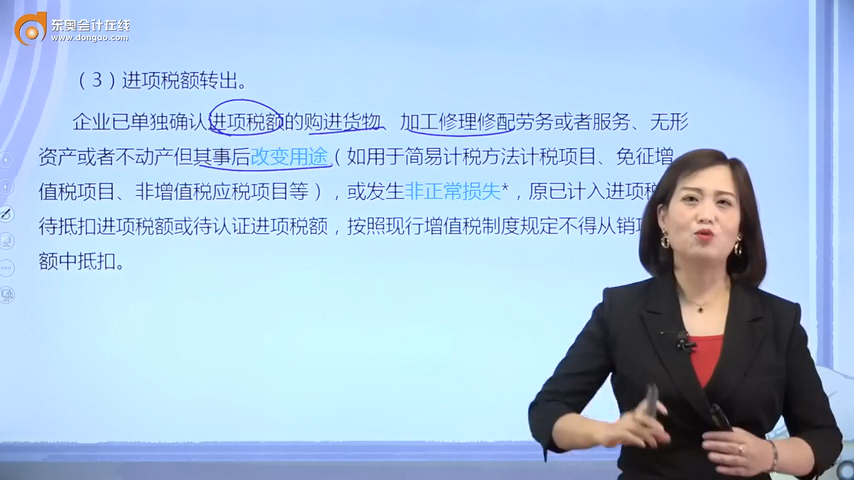 东奥会计在线
www.dongao.com
（3）进项税额转出。
企业已单独确认进项税额的购进货物、加工修理修配劳务或者服务、无形
资产或者不动产但其事后改变用途（如用于简易计税方法计税项目、免征增
值税项目、非增值税应税项目等），或发生非正常损失*，原已计入进项税
待抵扣进项税额或待认证进项税额，按照现行增值税制度规定不得从销项
额中抵扣。